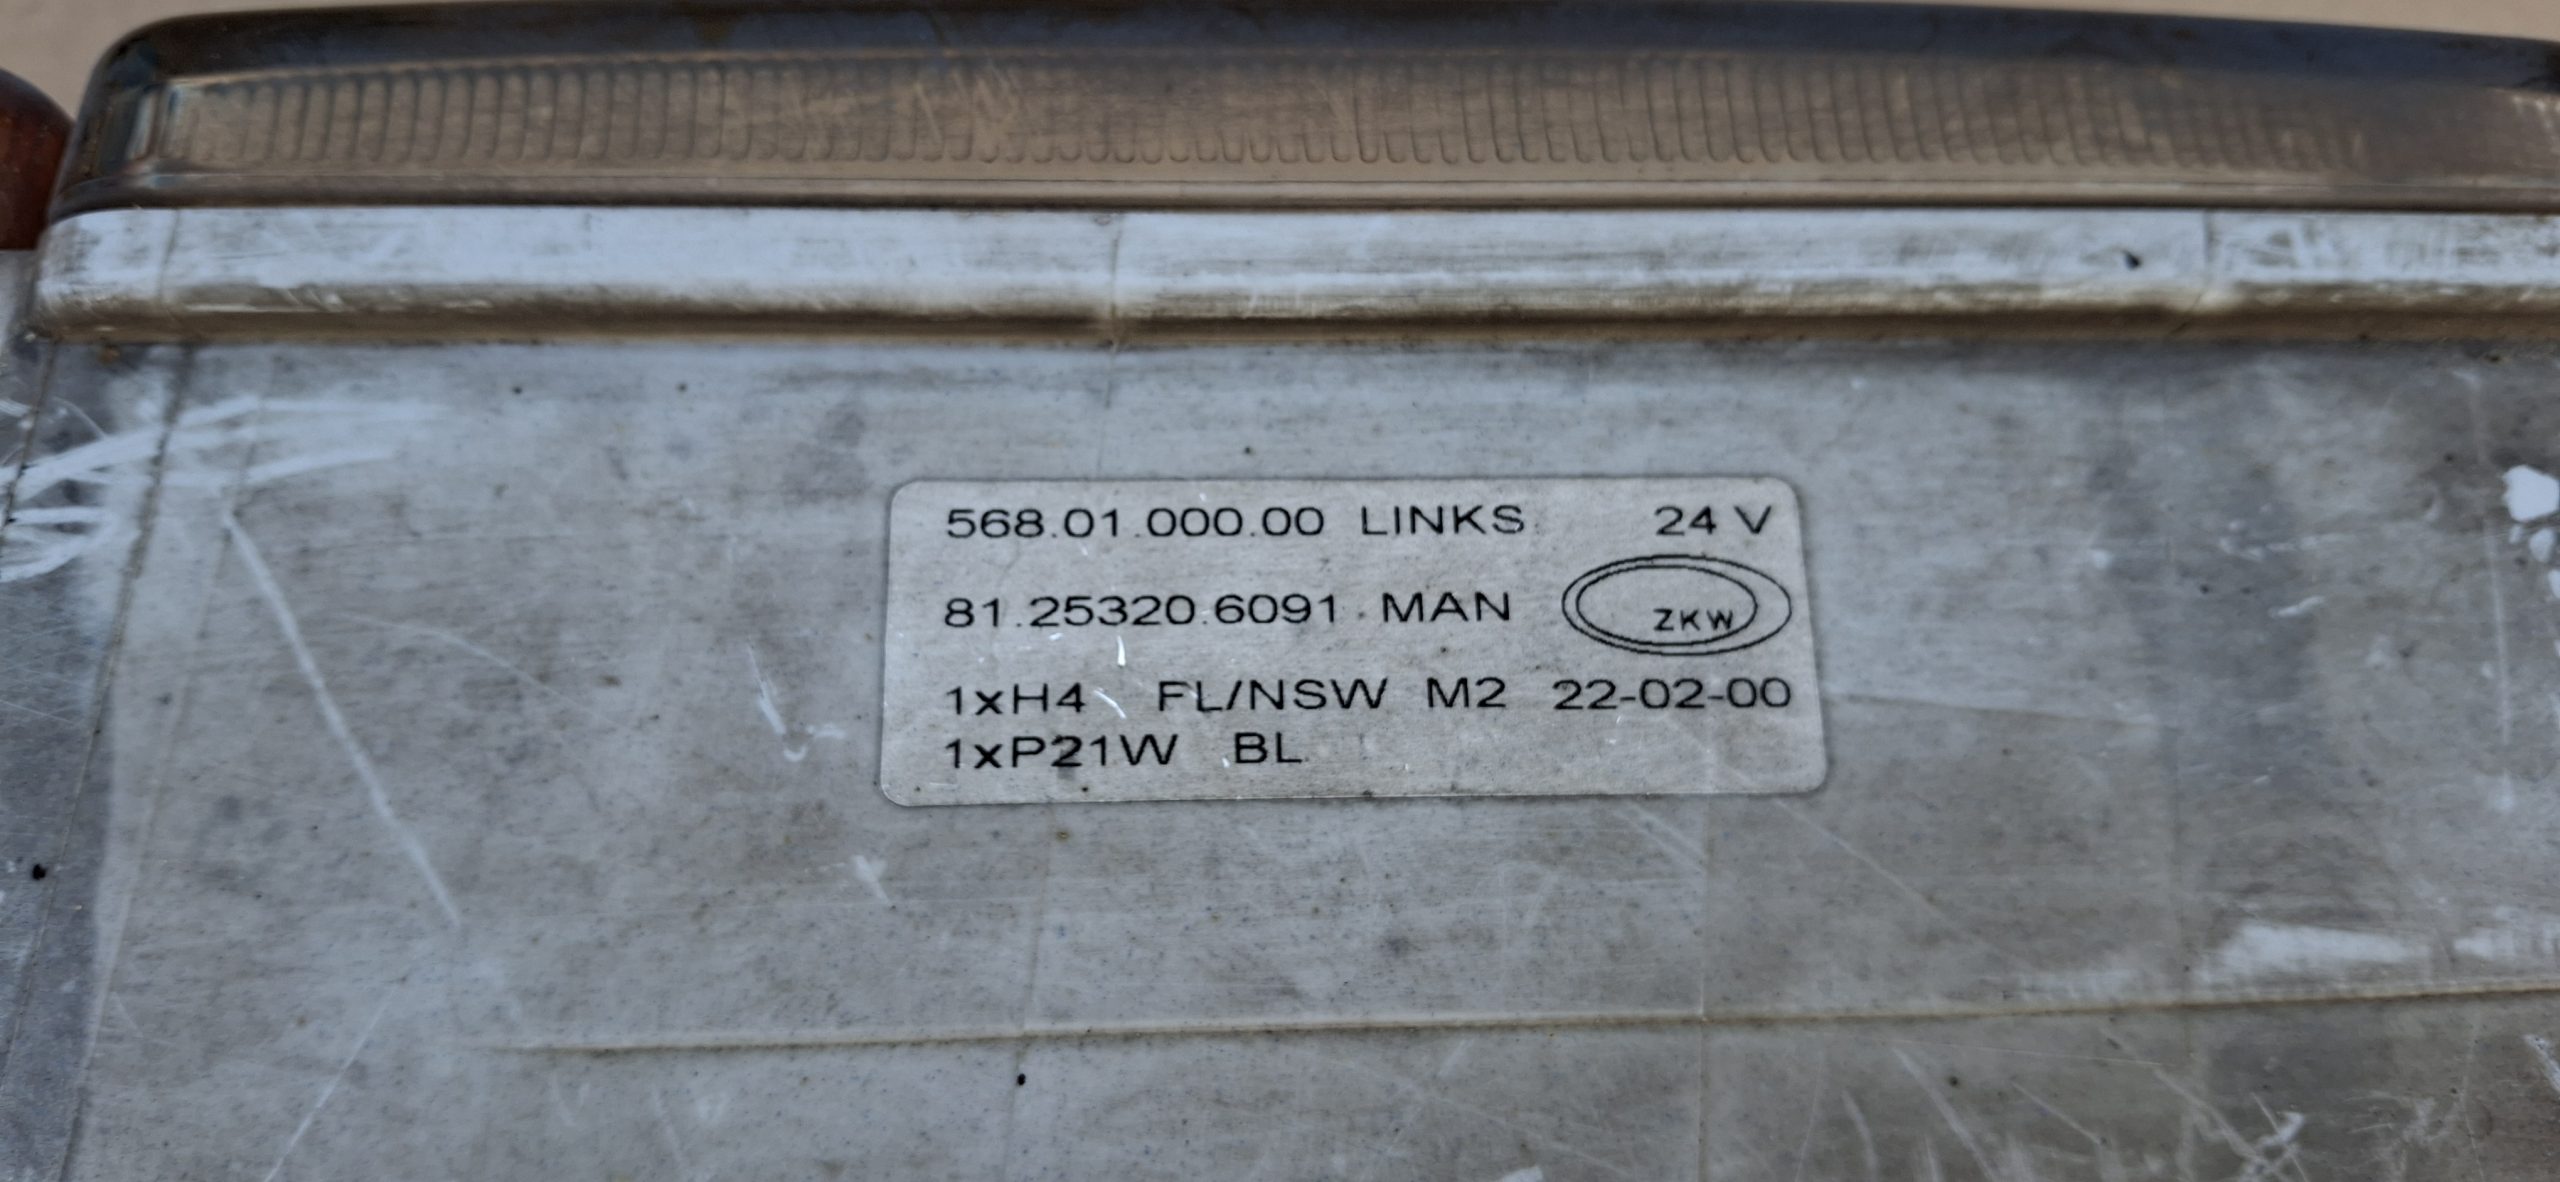 568.01.000.00 LINKS 24 V
81.25320.6091 MAN ZKW
1xH4 FL/NSW M2 22-02-00
1xP21W BL